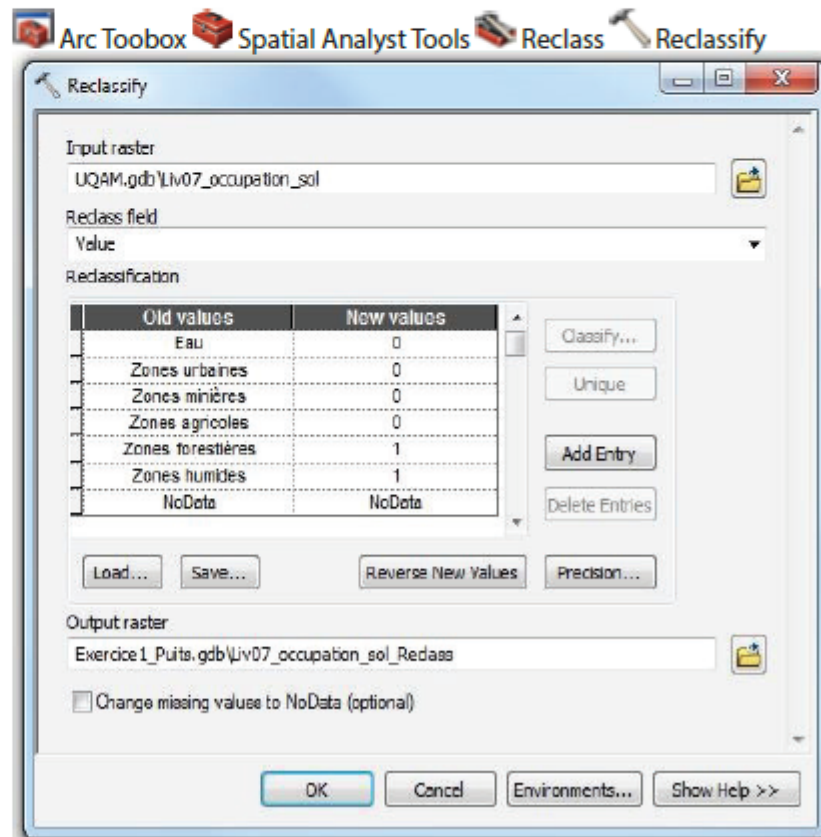 Arc Toobox Spatial Analyst Tools Reclass Reclassify
Reclassify
Input raster
UQAM.gdb\Liv07_occupation_sol
Reclass field
Value
Reclassification
Old values New values
Eau 0
Zones urbaines 0
Zones minières 0
Zones agricoles 0
Zones forestières 1
Zones humides 1
NoData NoData
Classify...
Unique
Add Entry
Delete Entries
Load... Save... Reverse New Values Precision...
Output raster
Exercice1_Puits.gdb\Liv07_occupation_sol_Reclass
Change missing values to NoData (optional)
OK Cancel Environments... Show Help >>